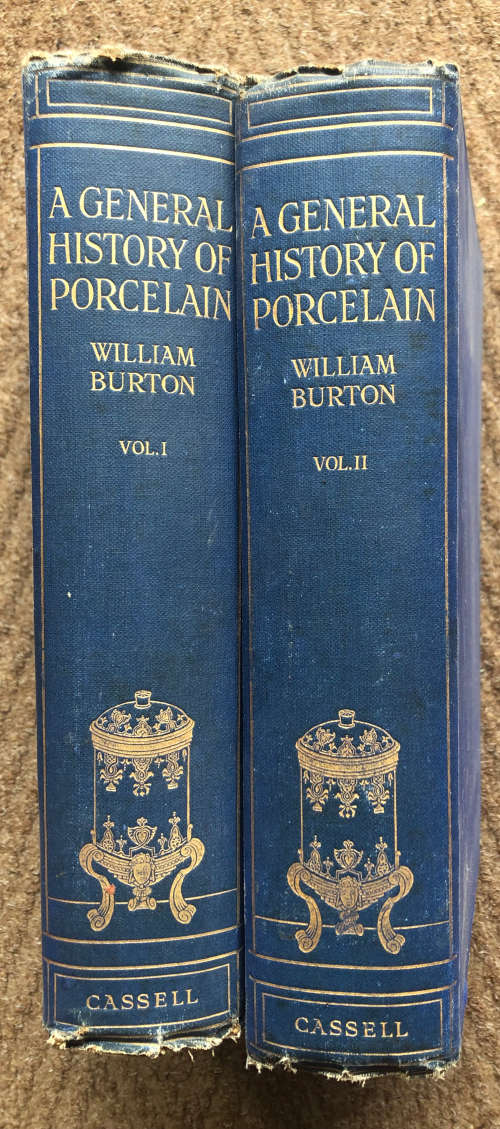 A GENERAL
HISTORY OF
PORCELAIN
WILLIAM
BURTON
VOL. I
CASSELL
A GENERAL
HISTORY OF
PORCELAIN
WILLIAM
BURTON
VOL. II
CASSELL